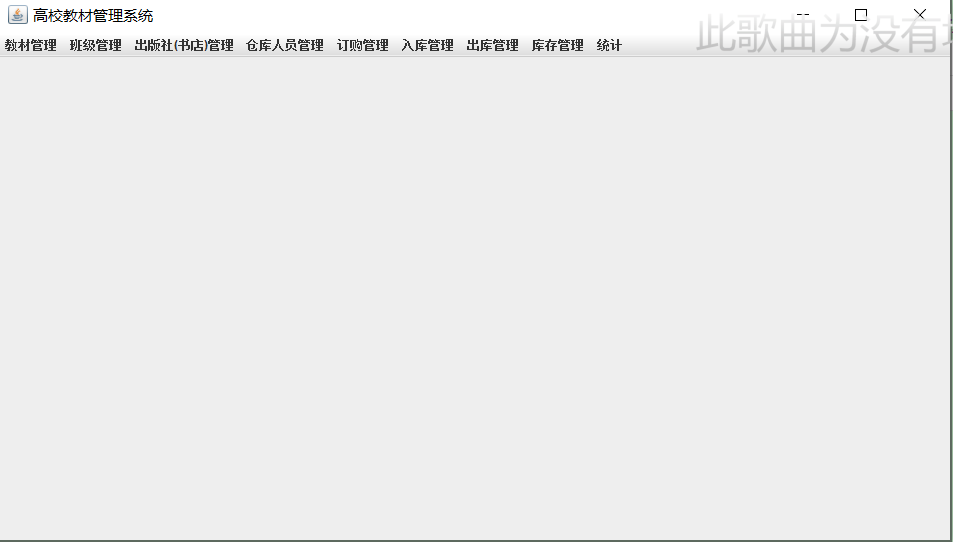 高校教材管理系统
此歌曲为没有
教材管理 班级管理 出版社(书店)管理 仓库人员管理 订购管理 入库管理 出库管理 库存管理 统计